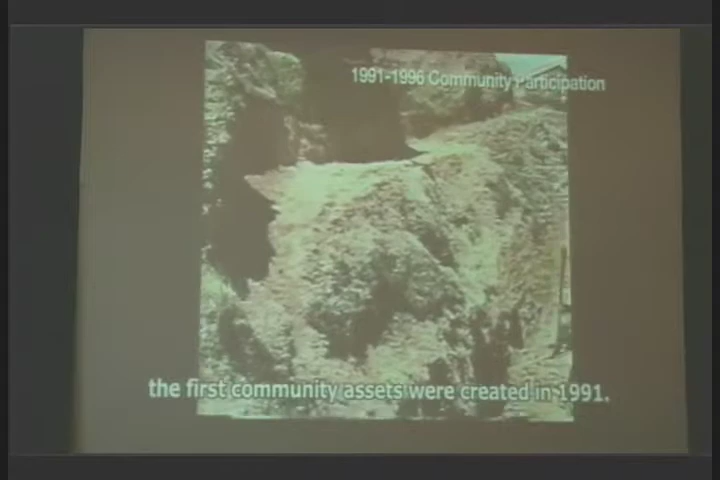 1991-1996 Community Participation
the first community assets were created in 1991.